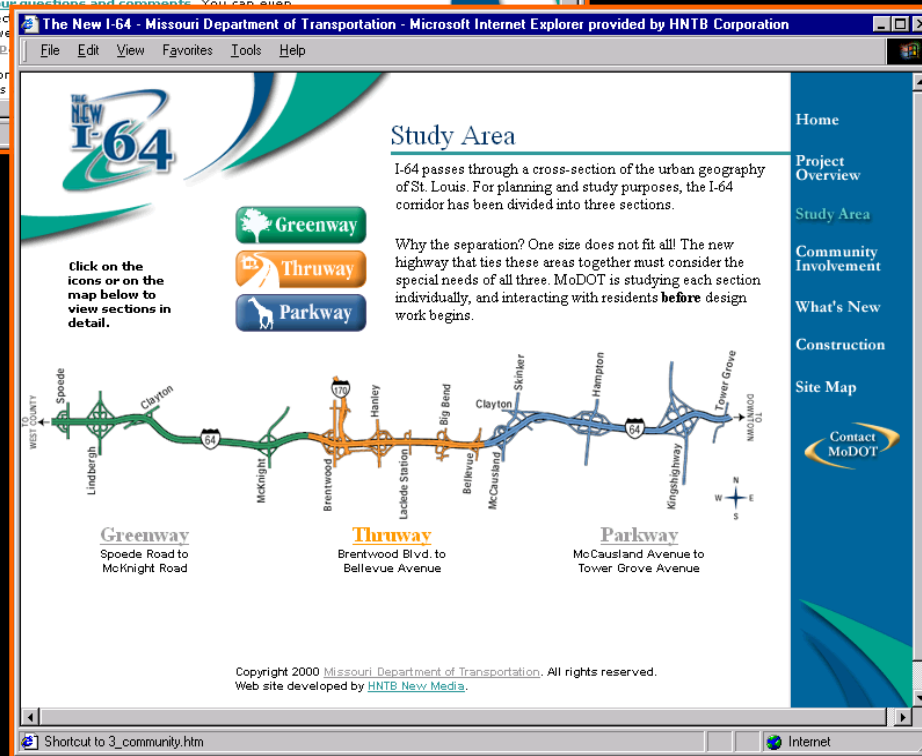 our questions and comments. You can even
The New I-64 - Missouri Department of Transportation - Microsoft Internet Explorer provided by HNTB Corporation
File Edit View Favorites Tools Help
THE
NEW
I-64
Study Area
I-64 passes through a cross-section of the urban geography
of St. Louis. For planning and study purposes, the I-64
corridor has been divided into three sections.
Why the separation? One size does not fit all! The new
highway that ties these areas together must consider the
special needs of all three. MoDOT is studying each section
individually, and interacting with residents before design
work begins.
Greenway
Thruway
Parkway
Click on the
icons or on the
map below to
view sections in
detail.
Home
Project
Overview
Study Area
Community
Involvement
What's New
Construction
Site Map
Contact
MoDOT
TO
WEST COUNTY
Spoede
Lindbergh
Clayton
64
McKnight
170
Brentwood
Hanley
Laclede Station
Big Bend
Bellevue
Clayton
McCausland
Skinker
Hampton
64
Kingshighway
Tower Grove
TO
DOWNTOWN
N
W E
S
Greenway
Spoede Road to
McKnight Road
Thruway
Brentwood Blvd. to
Bellevue Avenue
Parkway
McCausland Avenue to
Tower Grove Avenue
Copyright 2000 Missouri Department of Transportation. All rights reserved.
Web site developed by HNTB New Media.
Shortcut to 3_community.htm
Internet